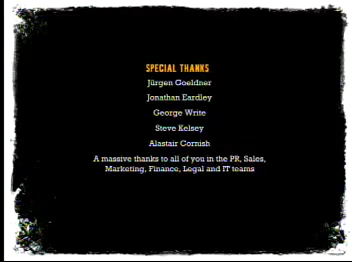 SPECIAL THANKS
Jürgen Goeldner
Jonathan Eardley
George Write
Steve Kelsey
Alastair Cornish
A massive thanks to all of you in the PR, Sales,
Marketing, Finance, Legal and IT teams